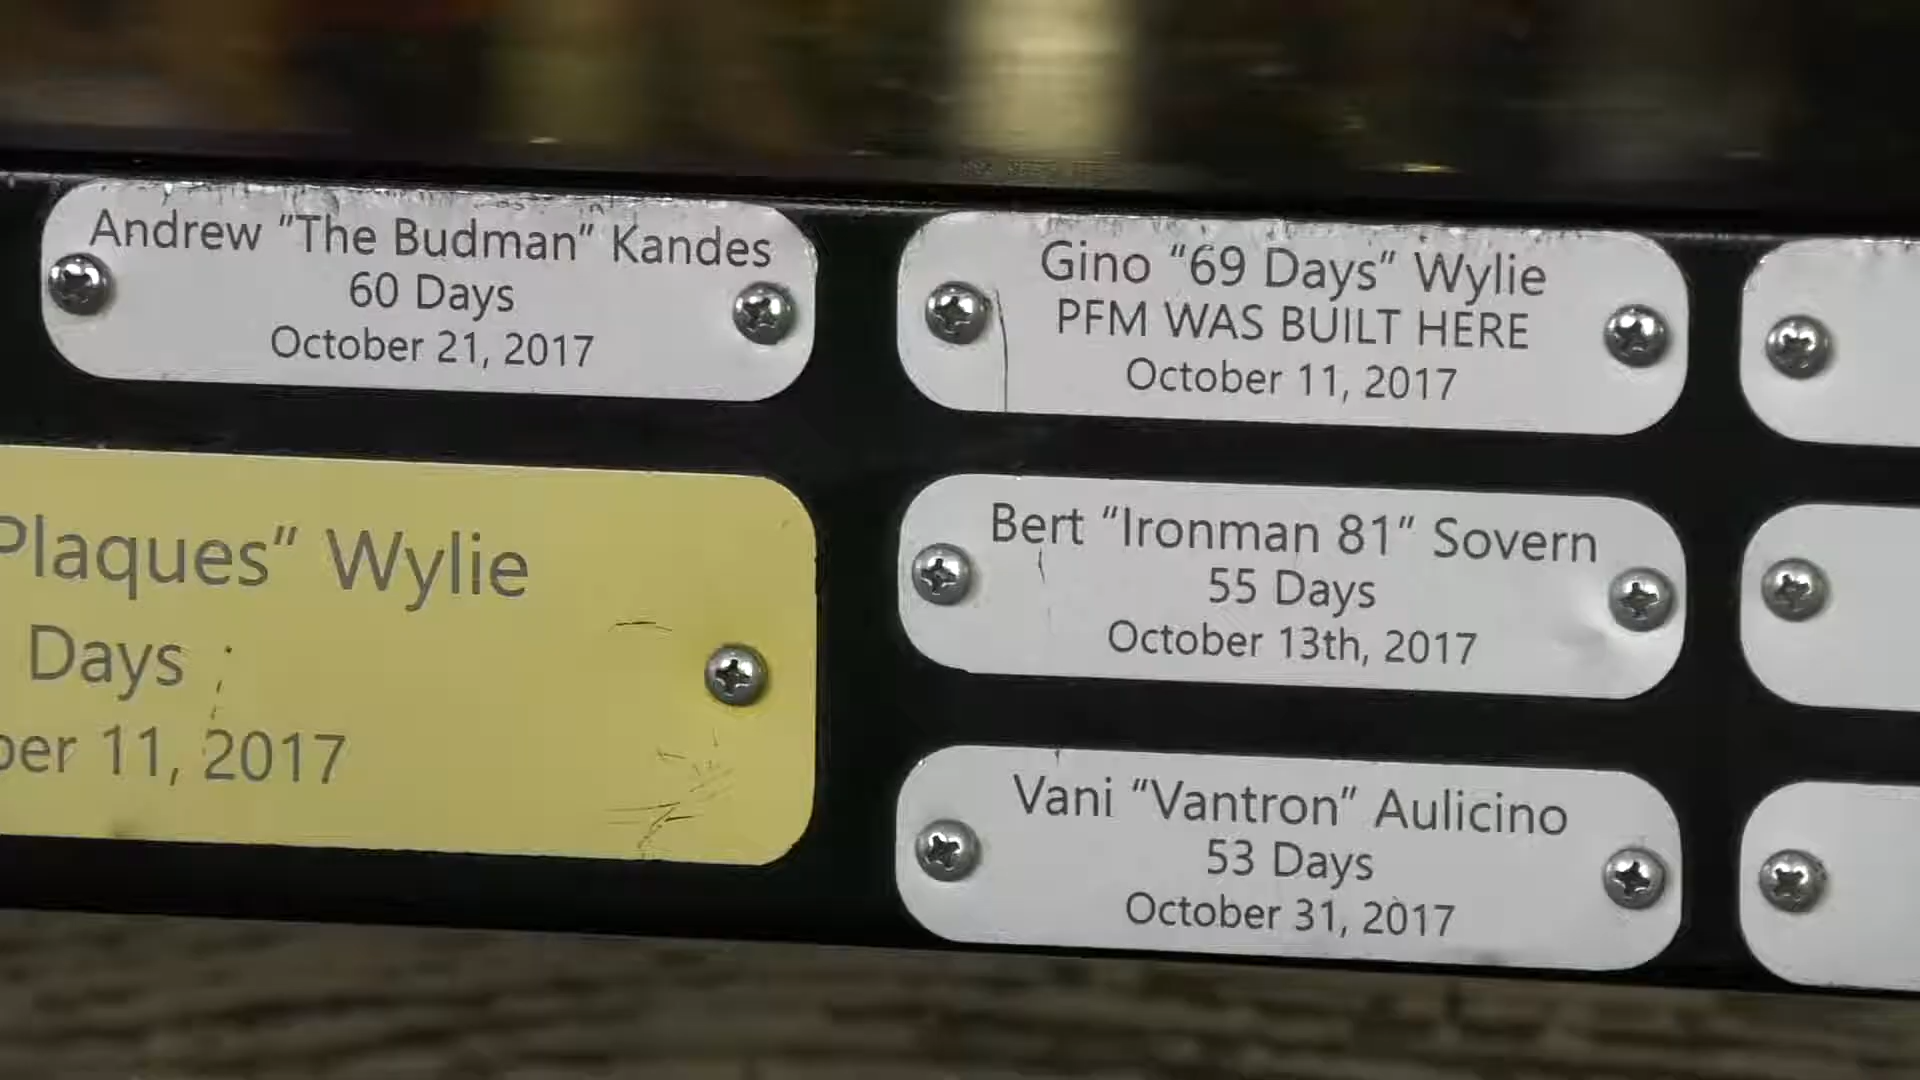 Andrew "The Budman" Kandes
60 Days
October 21, 2017
Plaques" Wylie
Days
11, 2017
Gino "69 Days" Wylie
PFM WAS BUILT HERE
October 11, 2017
Bert "Ironman 81" Sovern
55 Days
October 13th, 2017
Vani "Vantron" Aulicino
53 Days
October 31, 2017